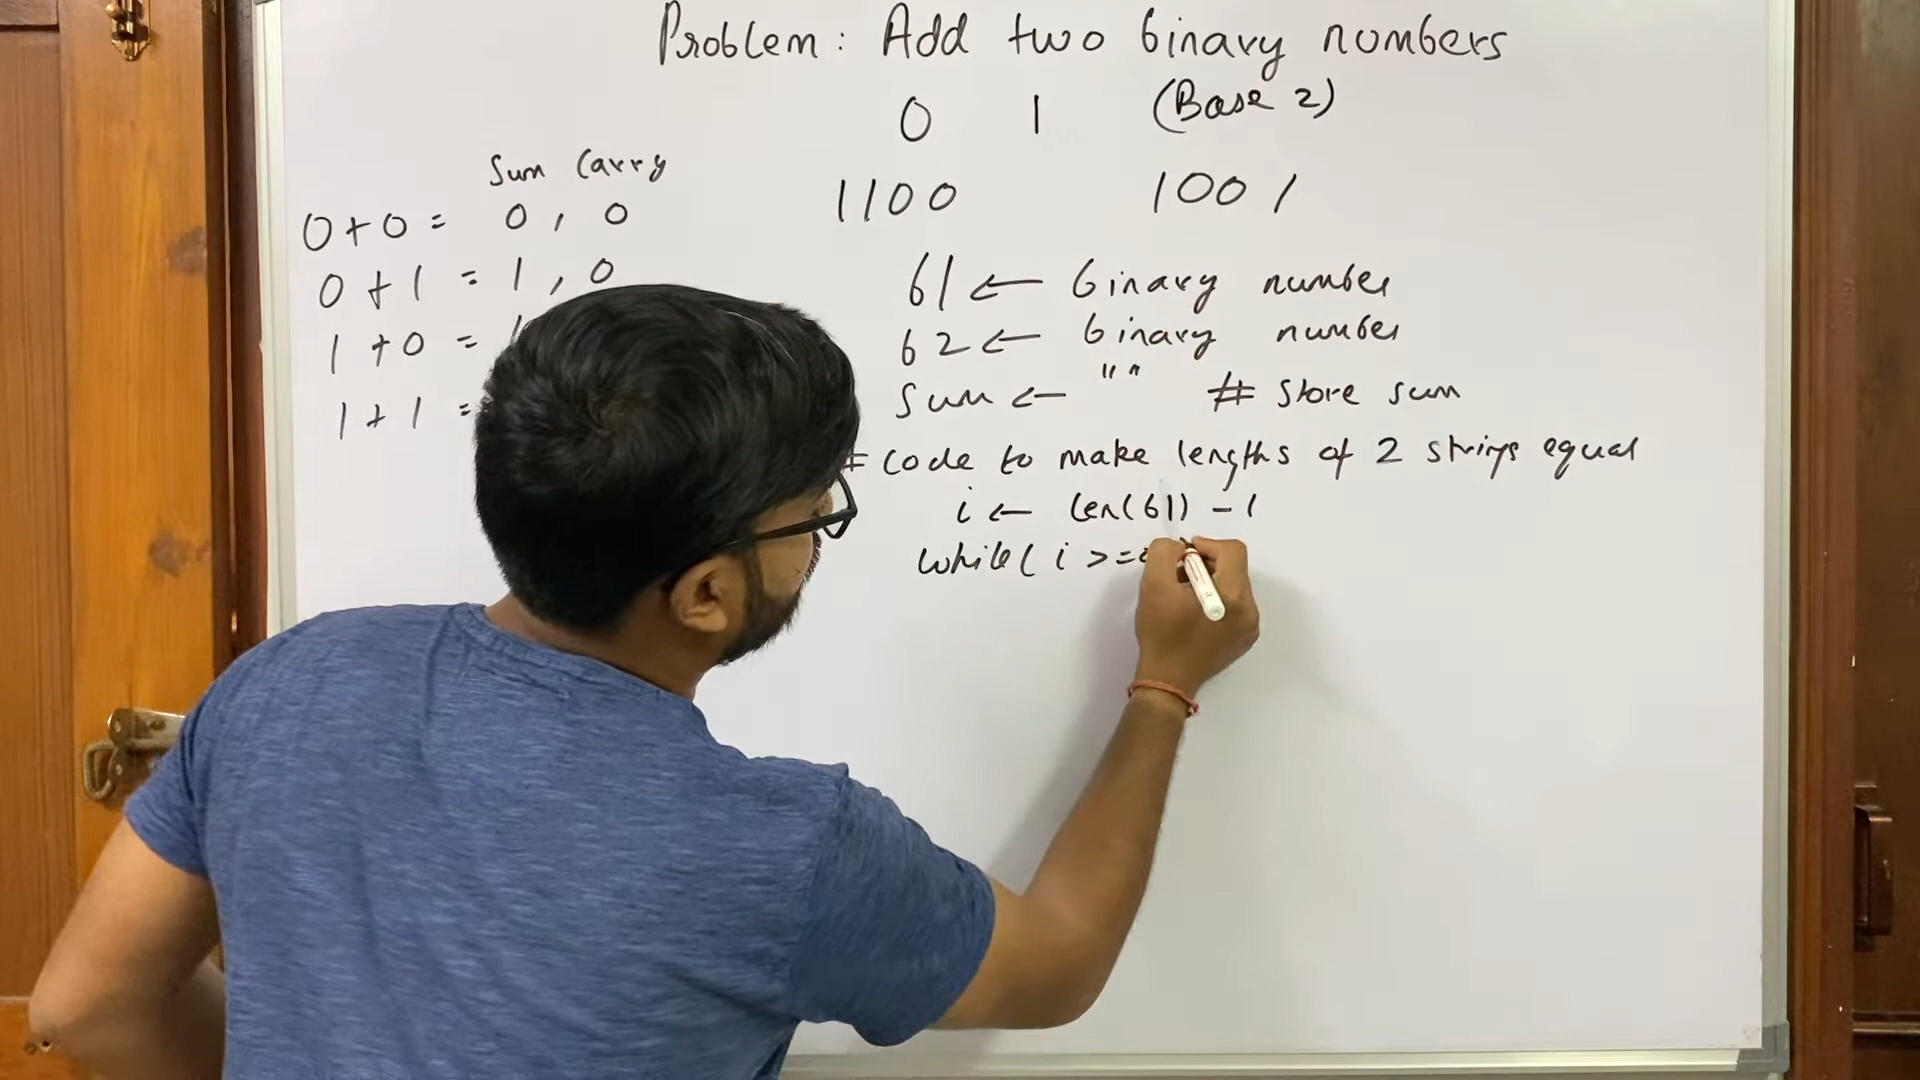 Problem: Add two binary numbers
0 1 (Base 2)
1100 1001
Sum Carry
0+0 = 0, 0
0+1 = 1, 0
1+0 =
1+1 =
b1 ← binary number
b2 ← binary number
Sum ← "" # Store sum
# code to make lengths of 2 strings equal
i ← len(b1) - 1
while( i >=